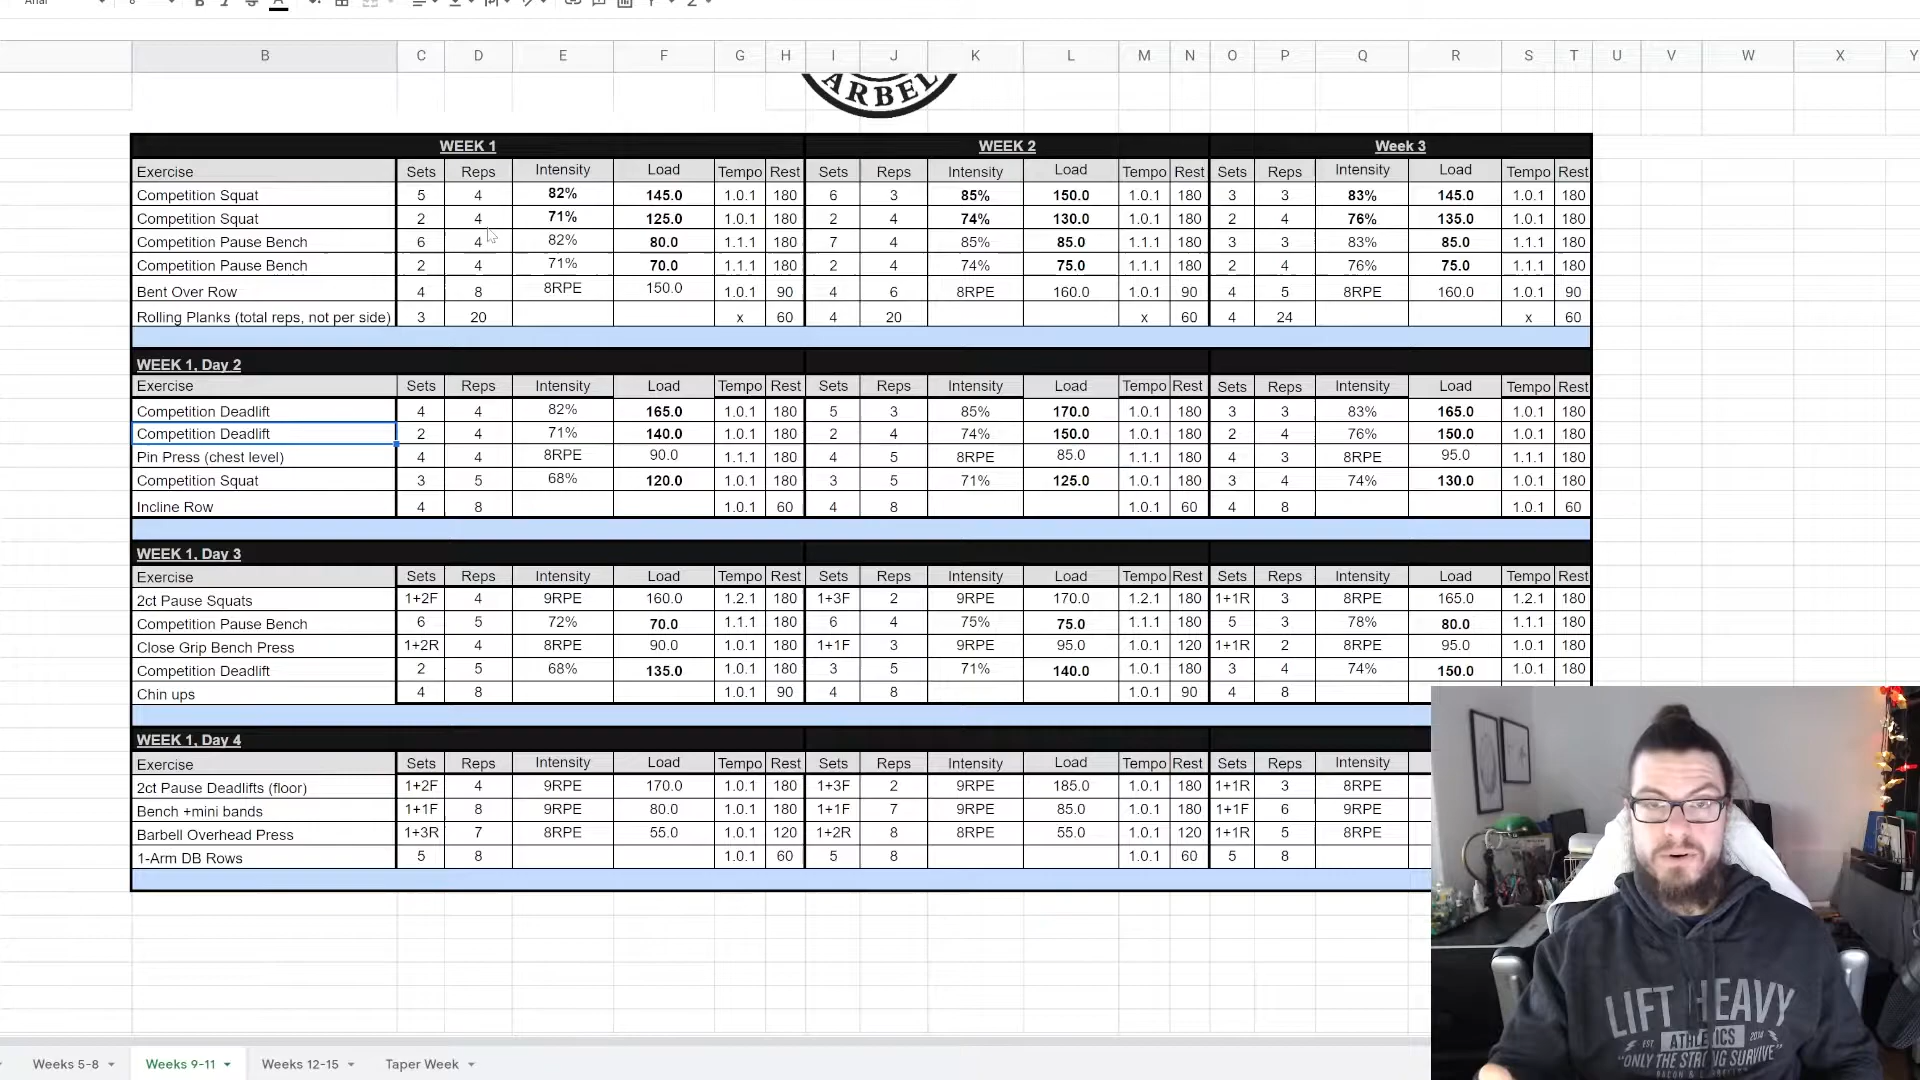 Arial 8 B I S A
B C D E F G H I J K L M N O P Q R S T U V W X Y
ARBEL
WEEK 1 WEEK 2 Week 3
Exercise Sets Reps Intensity Load Tempo Rest Sets Reps Intensity Load Tempo Rest Sets Reps Intensity Load Tempo Rest
Competition Squat 5 4 82% 145.0 1.0.1 180 6 3 85% 150.0 1.0.1 180 3 3 83% 145.0 1.0.1 180
Competition Squat 2 4 71% 125.0 1.0.1 180 2 4 74% 130.0 1.0.1 180 2 4 76% 135.0 1.0.1 180
Competition Pause Bench 6 4 82% 80.0 1.1.1 180 7 4 85% 85.0 1.1.1 180 3 3 83% 85.0 1.1.1 180
Competition Pause Bench 2 4 71% 70.0 1.1.1 180 2 4 74% 75.0 1.1.1 180 2 4 76% 75.0 1.1.1 180
Bent Over Row 4 8 8RPE 150.0 1.0.1 90 4 6 8RPE 160.0 1.0.1 90 4 5 8RPE 160.0 1.0.1 90
Rolling Planks (total reps, not per side) 3 20 x 60 4 20 x 60 4 24 x 60
WEEK 1, Day 2
Exercise Sets Reps Intensity Load Tempo Rest Sets Reps Intensity Load Tempo Rest Sets Reps Intensity Load Tempo Rest
Competition Deadlift 4 4 82% 165.0 1.0.1 180 5 3 85% 170.0 1.0.1 180 3 3 83% 165.0 1.0.1 180
Competition Deadlift 2 4 71% 140.0 1.0.1 180 2 4 74% 150.0 1.0.1 180 2 4 76% 150.0 1.0.1 180
Pin Press (chest level) 4 4 8RPE 90.0 1.1.1 180 4 5 8RPE 85.0 1.1.1 180 4 3 8RPE 95.0 1.1.1 180
Competition Squat 3 5 68% 120.0 1.0.1 180 3 5 71% 125.0 1.0.1 180 3 4 74% 130.0 1.0.1 180
Incline Row 4 8 1.0.1 60 4 8 1.0.1 60 4 8 1.0.1 60
WEEK 1, Day 3
Exercise Sets Reps Intensity Load Tempo Rest Sets Reps Intensity Load Tempo Rest Sets Reps Intensity Load Tempo Rest
2ct Pause Squats 1+2F 4 9RPE 160.0 1.2.1 180 1+3F 2 9RPE 170.0 1.2.1 180 1+1R 3 8RPE 165.0 1.2.1 180
Competition Pause Bench 6 5 72% 70.0 1.1.1 180 6 4 75% 75.0 1.1.1 180 5 3 78% 80.0 1.1.1 180
Close Grip Bench Press 1+2R 4 8RPE 90.0 1.0.1 120 1+1F 3 9RPE 95.0 1.0.1 120 1+1R 2 8RPE 95.0 1.0.1 120
Competition Deadlift 2 5 68% 135.0 1.0.1 180 3 5 71% 140.0 1.0.1 180 3 4 74% 150.0 1.0.1 180
Chin ups 4 8 1.0.1 90 4 8 1.0.1 90 4 8
WEEK 1, Day 4
Exercise Sets Reps Intensity Load Tempo Rest Sets Reps Intensity Load Tempo Rest Sets Reps Intensity
2ct Pause Deadlifts (floor) 1+2F 4 9RPE 170.0 1.0.1 180 1+3F 2 9RPE 185.0 1.0.1 180 1+1R 3 8RPE
Bench +mini bands 1+1F 8 9RPE 80.0 1.0.1 180 1+1F 7 9RPE 85.0 1.0.1 180 1+1F 6 9RPE
Barbell Overhead Press 1+3R 7 8RPE 55.0 1.0.1 120 1+2R 8 8RPE 55.0 1.0.1 120 1+1R 5 8RPE
1-Arm DB Rows 5 8 1.0.1 60 5 8 1.0.1 60 5 8
LIFT HEAVY
EST. ATHLETICS 2014
"ONLY THE STRONG SURVIVE"
Weeks 5-8 Weeks 9-11 Weeks 12-15 Taper Week